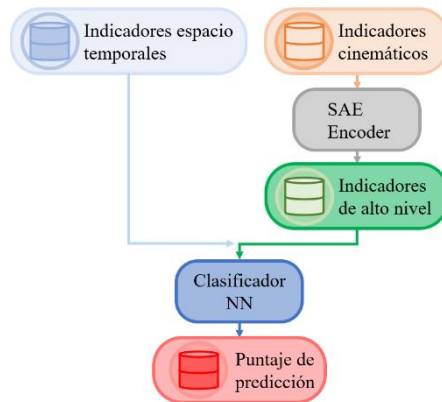 Indicadores espacio
temporales
Indicadores
cinemáticos
SAE
Encoder
Indicadores
de alto nivel
Clasificador
NN
Puntaje de
predicción